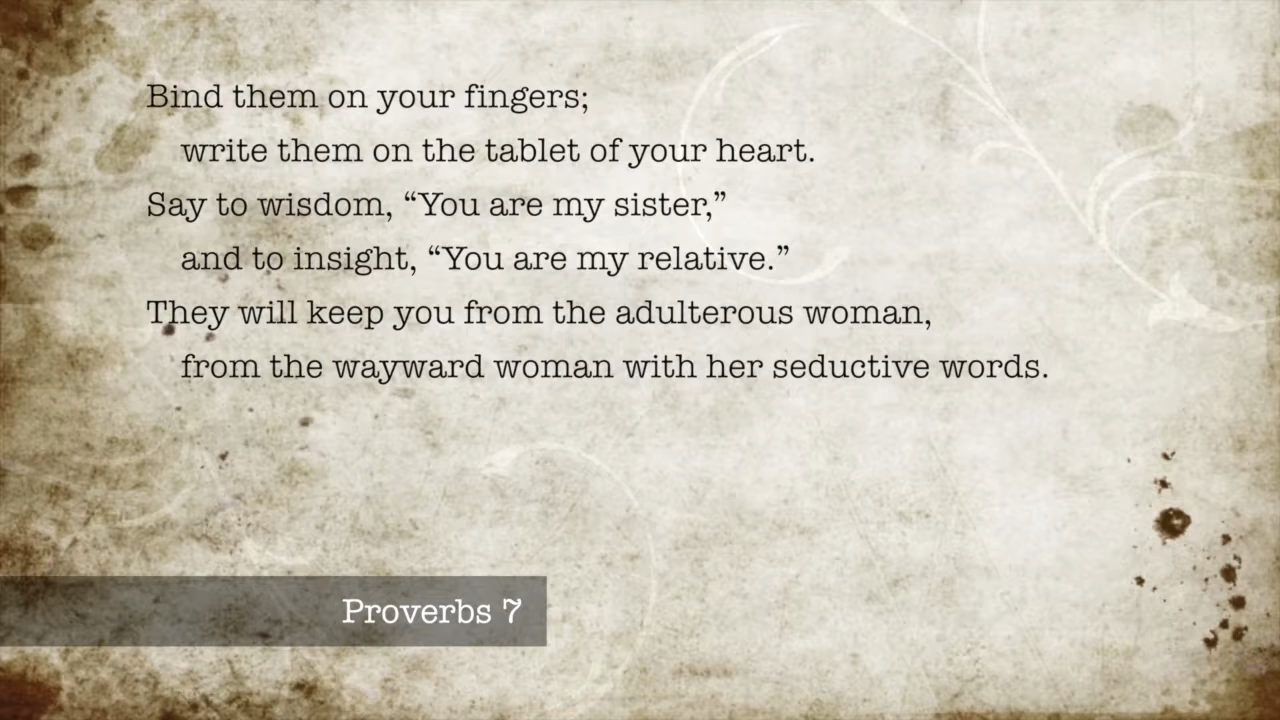 Bind them on your fingers;
write them on the tablet of your heart.
Say to wisdom, “You are my sister,”
and to insight, “You are my relative.”
They will keep you from the adulterous woman,
from the wayward woman with her seductive words.
Proverbs 7